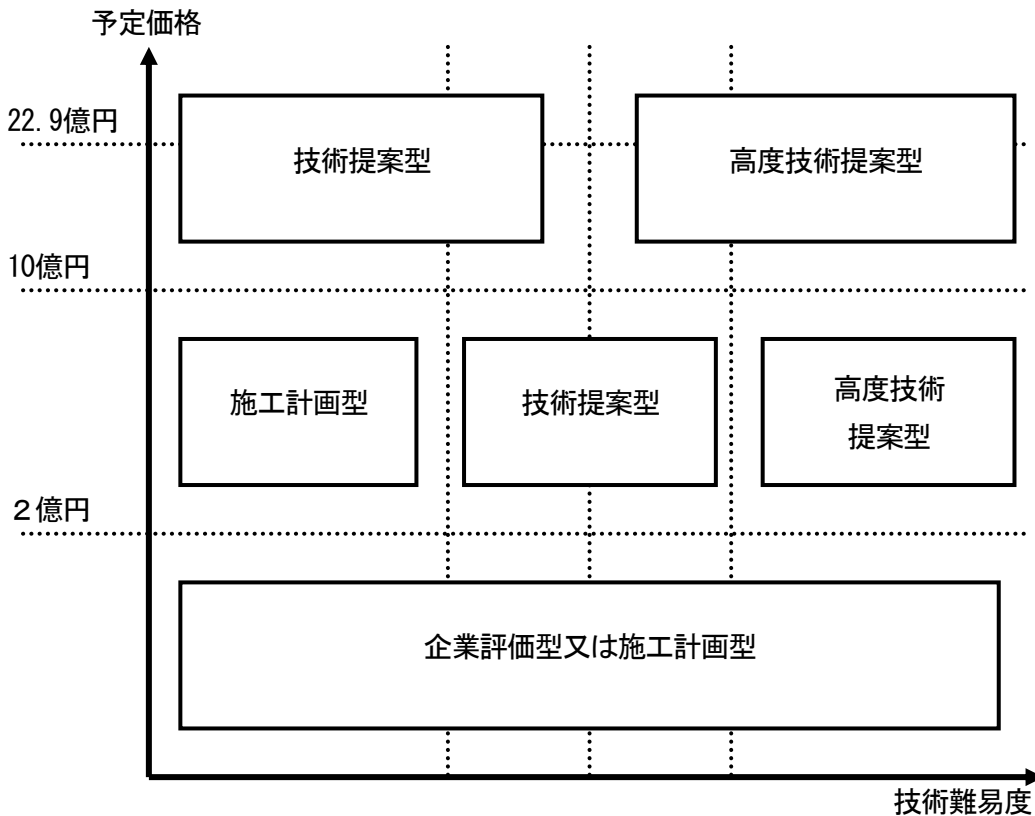 予定価格
22.9億円
技術提案型
高度技術提案型
10億円
施工計画型
技術提案型
高度技術
提案型
２億円
企業評価型又は施工計画型
技術難易度